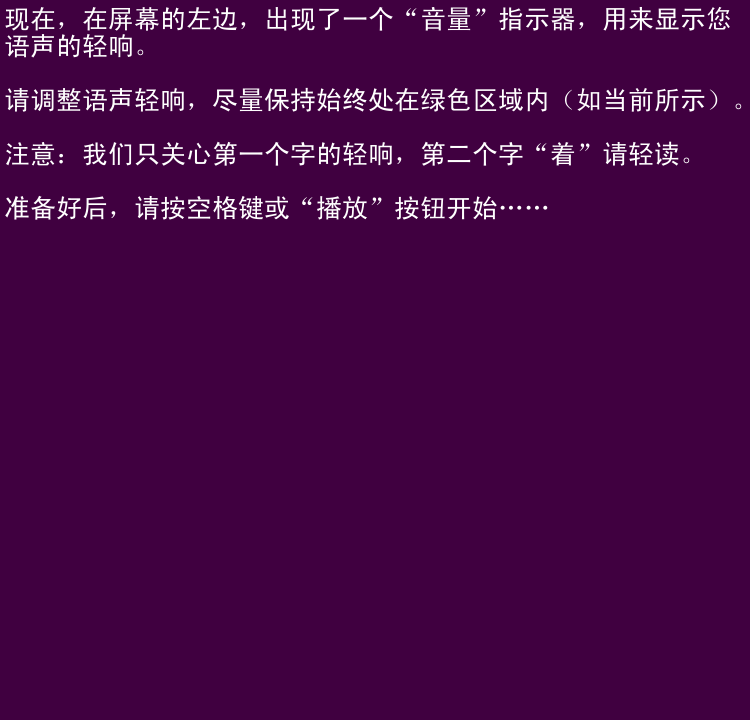 现在，在屏幕的左边，出现了一个“音量”指示器，用来显示您
语声的轻响。
请调整语声轻响，尽量保持始终处在绿色区域内（如当前所示）。
注意：我们只关心第一个字的轻响，第二个字“着”请轻读。
准备好后，请按空格键或“播放”按钮开始……